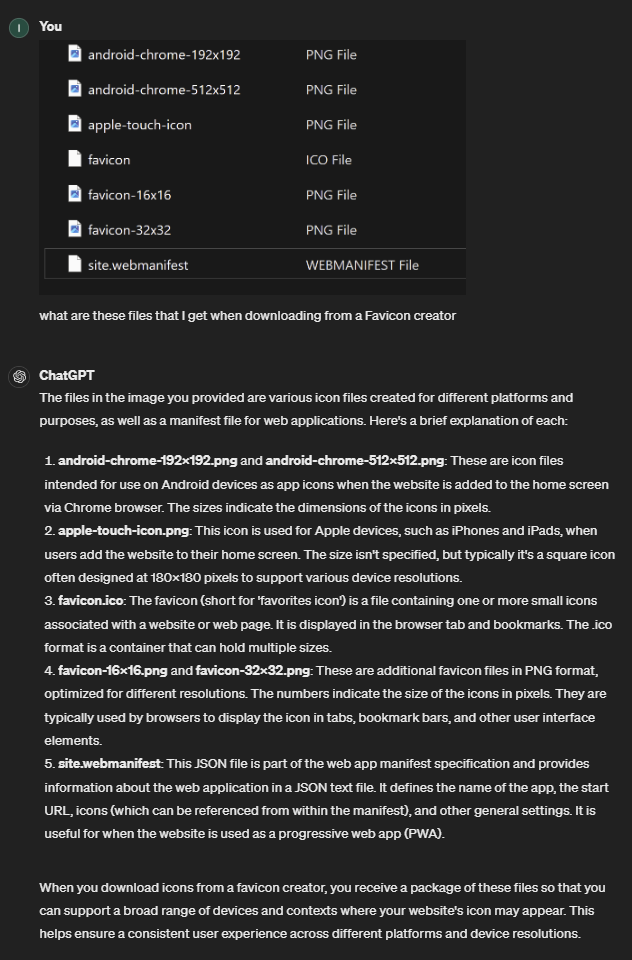 I
You
android-chrome-192x192 PNG File
android-chrome-512x512 PNG File
apple-touch-icon PNG File
favicon ICO File
favicon-16x16 PNG File
favicon-32x32 PNG File
site.webmanifest WEBMANIFEST File
what are these files that I get when downloading from a Favicon creator
ChatGPT
The files in the image you provided are various icon files created for different platforms and
purposes, as well as a manifest file for web applications. Here's a brief explanation of each:
1. android-chrome-192×192.png and android-chrome-512×512.png: These are icon files
intended for use on Android devices as app icons when the website is added to the home screen
via Chrome browser. The sizes indicate the dimensions of the icons in pixels.
2. apple-touch-icon.png: This icon is used for Apple devices, such as iPhones and iPads, when
users add the website to their home screen. The size isn't specified, but typically it's a square icon
often designed at 180×180 pixels to support various device resolutions.
3. favicon.ico: The favicon (short for 'favorites icon') is a file containing one or more small icons
associated with a website or web page. It is displayed in the browser tab and bookmarks. The .ico
format is a container that can hold multiple sizes.
4. favicon-16×16.png and favicon-32×32.png: These are additional favicon files in PNG format,
optimized for different resolutions. The numbers indicate the size of the icons in pixels. They are
typically used by browsers to display the icon in tabs, bookmark bars, and other user interface
elements.
5. site.webmanifest: This JSON file is part of the web app manifest specification and provides
information about the web application in a JSON text file. It defines the name of the app, the start
URL, icons (which can be referenced from within the manifest), and other general settings. It is
useful for when the website is used as a progressive web app (PWA).
When you download icons from a favicon creator, you receive a package of these files so that you
can support a broad range of devices and contexts where your website's icon may appear. This
helps ensure a consistent user experience across different platforms and device resolutions.